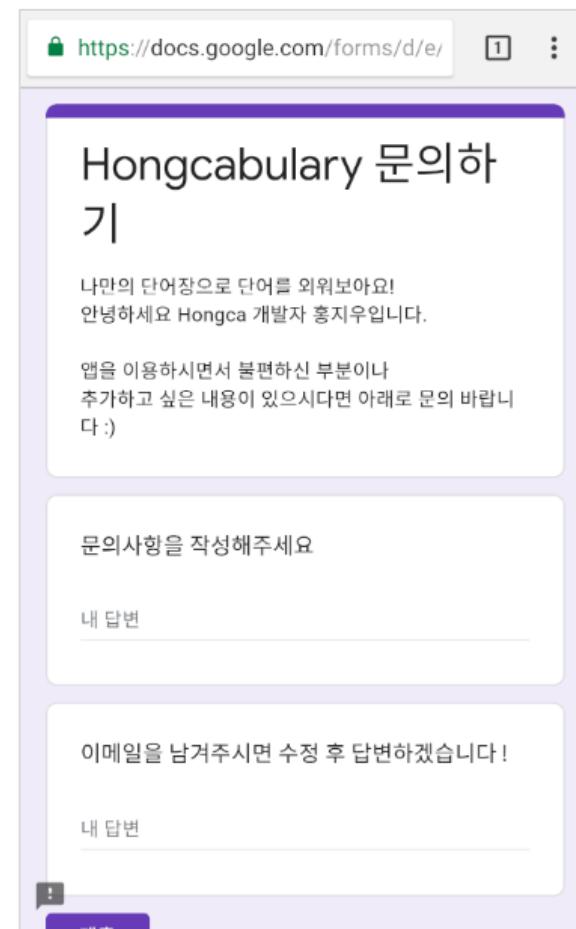 https://docs.google.com/forms/d/e/
1
Hongcabulary 문의하
기
나만의 단어장으로 단어를 외워보아요!
안녕하세요 Hongca 개발자 홍지우입니다.
앱을 이용하시면서 불편하신 부분이나
추가하고 싶은 내용이 있으시다면 아래로 문의 바랍니
다 :)
문의사항을 작성해주세요
내 답변
이메일을 남겨주시면 수정 후 답변하겠습니다 !
내 답변